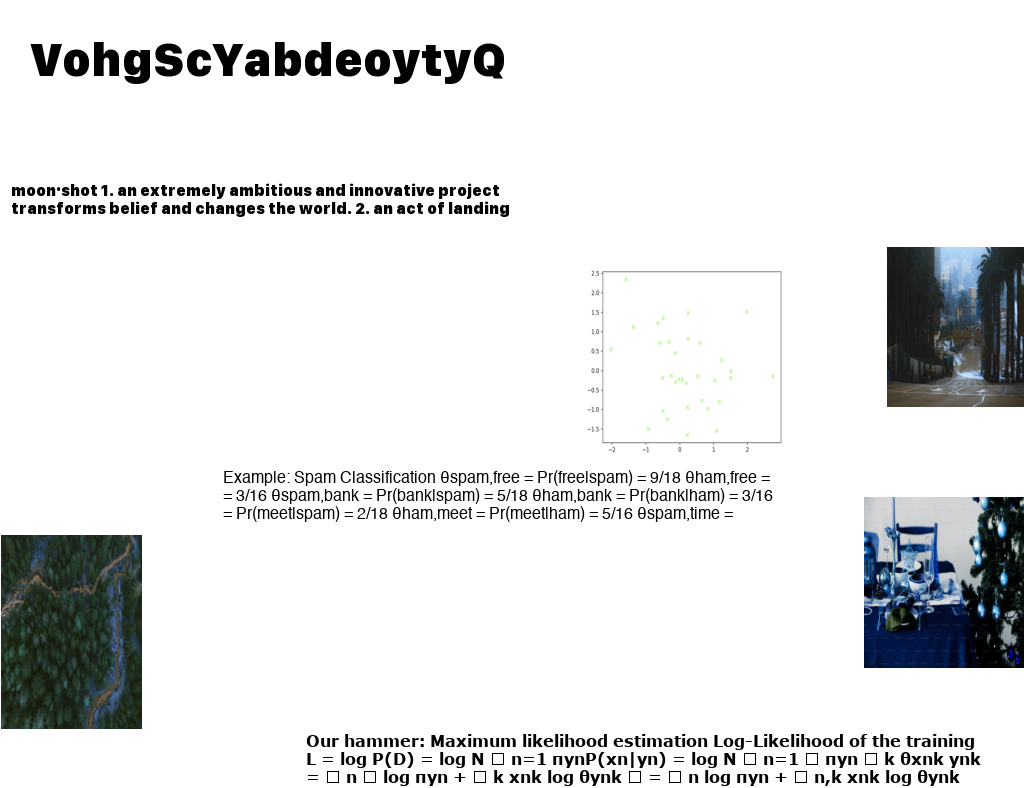 VohgScYabdeoytyQ
moon·shot 1. an extremely ambitious and innovative project
transforms belief and changes the world. 2. an act of landing
2.5
2.0
1.5
1.0
0.5
0.0
−0.5
−1.0
−1.5
−2 −1 0 1 2
Example: Spam Classification θspam,free = Pr(free|spam) = 9/18 θham,free =
= 3/16 θspam,bank = Pr(bank|spam) = 5/18 θham,bank = Pr(bank|ham) = 3/16
= Pr(meet|spam) = 2/18 θham,meet = Pr(meet|ham) = 5/16 θspam,time =
Our hammer: Maximum likelihood estimation Log-Likelihood of the training
L = log P(D) = log N □ n=1 πynP(xn|yn) = log N □ n=1 □ πyn □ k θxnk ynk
= □ n □ log πyn + □ k xnk log θynk □ = □ n log πyn + □ n,k xnk log θynk